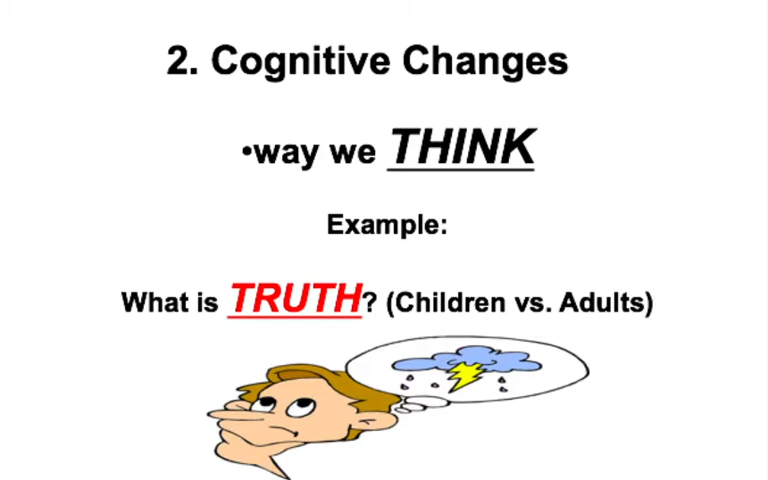 2. Cognitive Changes
•way we THINK
Example:
What is TRUTH? (Children vs. Adults)